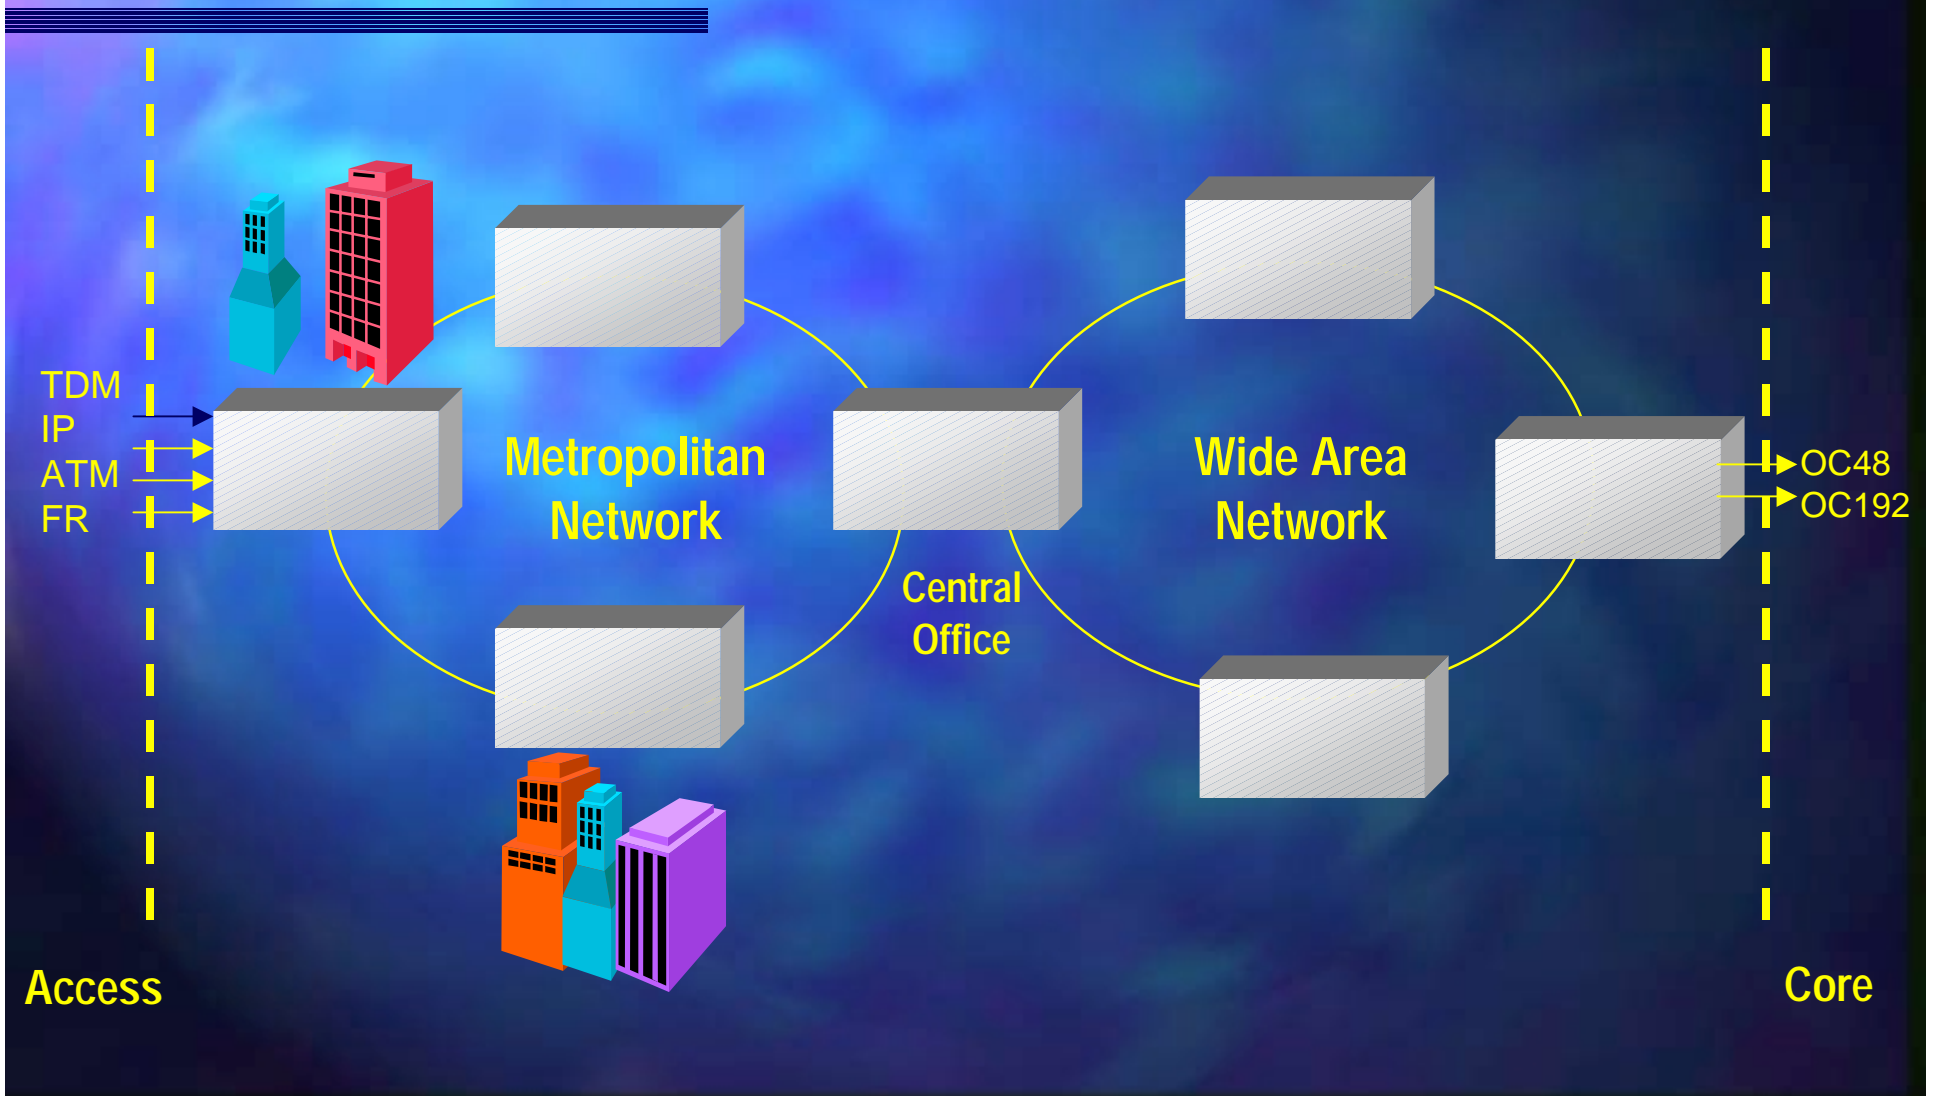 TDM
IP
ATM
FR
Metropolitan
Network
Central
Office
Wide Area
Network
OC48
OC192
Access
Core